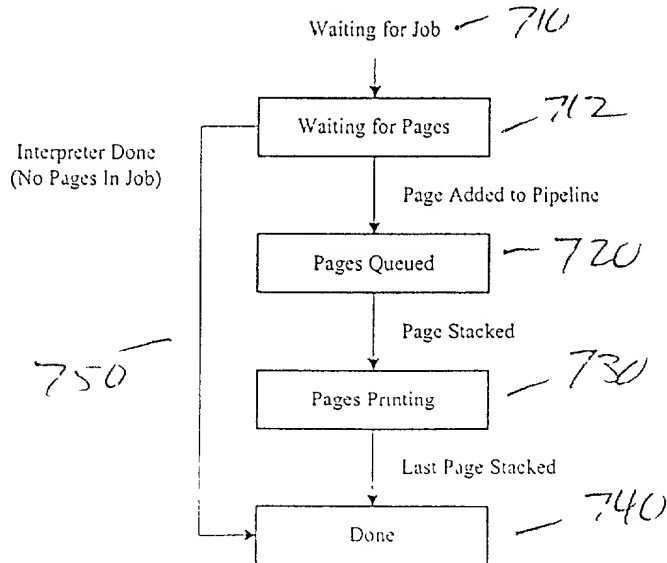 Waiting for Job
710
Waiting for Pages
712
Interpreter Done
(No Pages In Job)
Page Added to Pipeline
Pages Queued
720
Page Stacked
750
Pages Printing
730
Last Page Stacked
Done
740